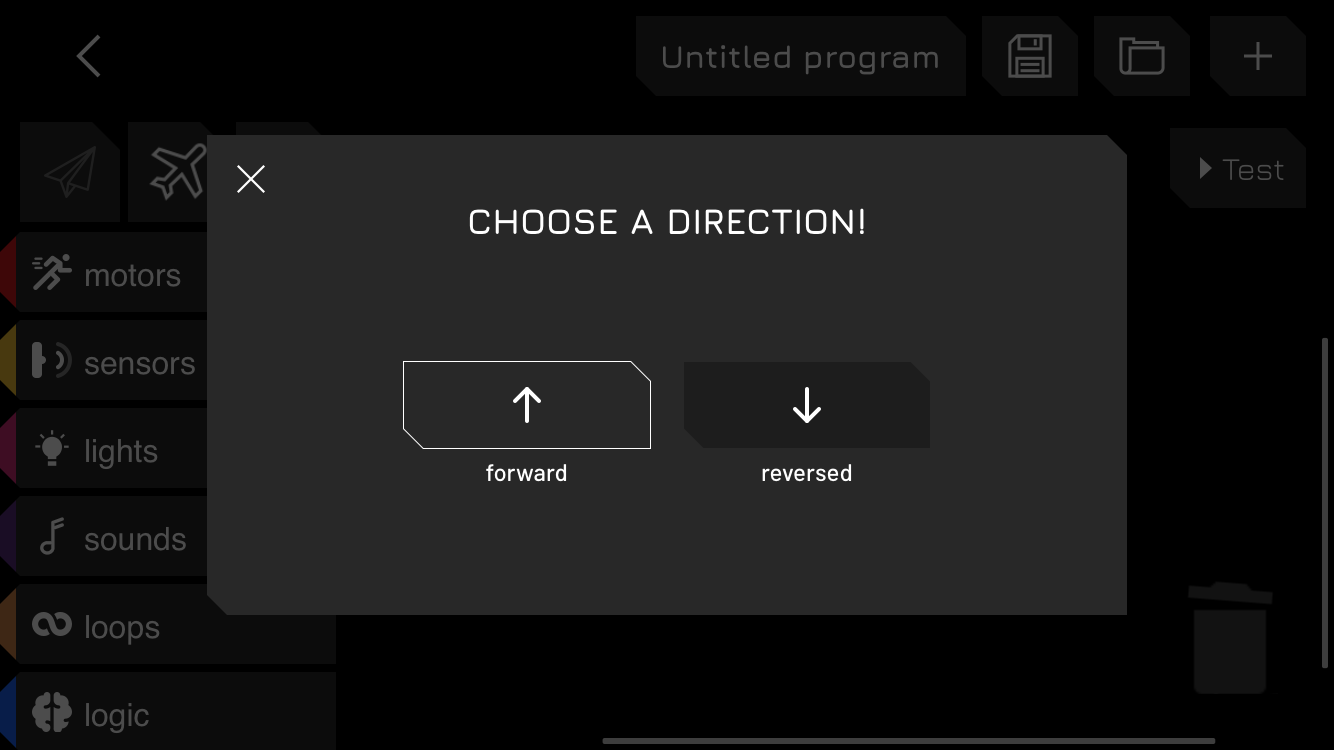 Untitled program
Test
CHOOSE A DIRECTION!
motors
sensors
lights
sounds
loops
logic
forward
reversed